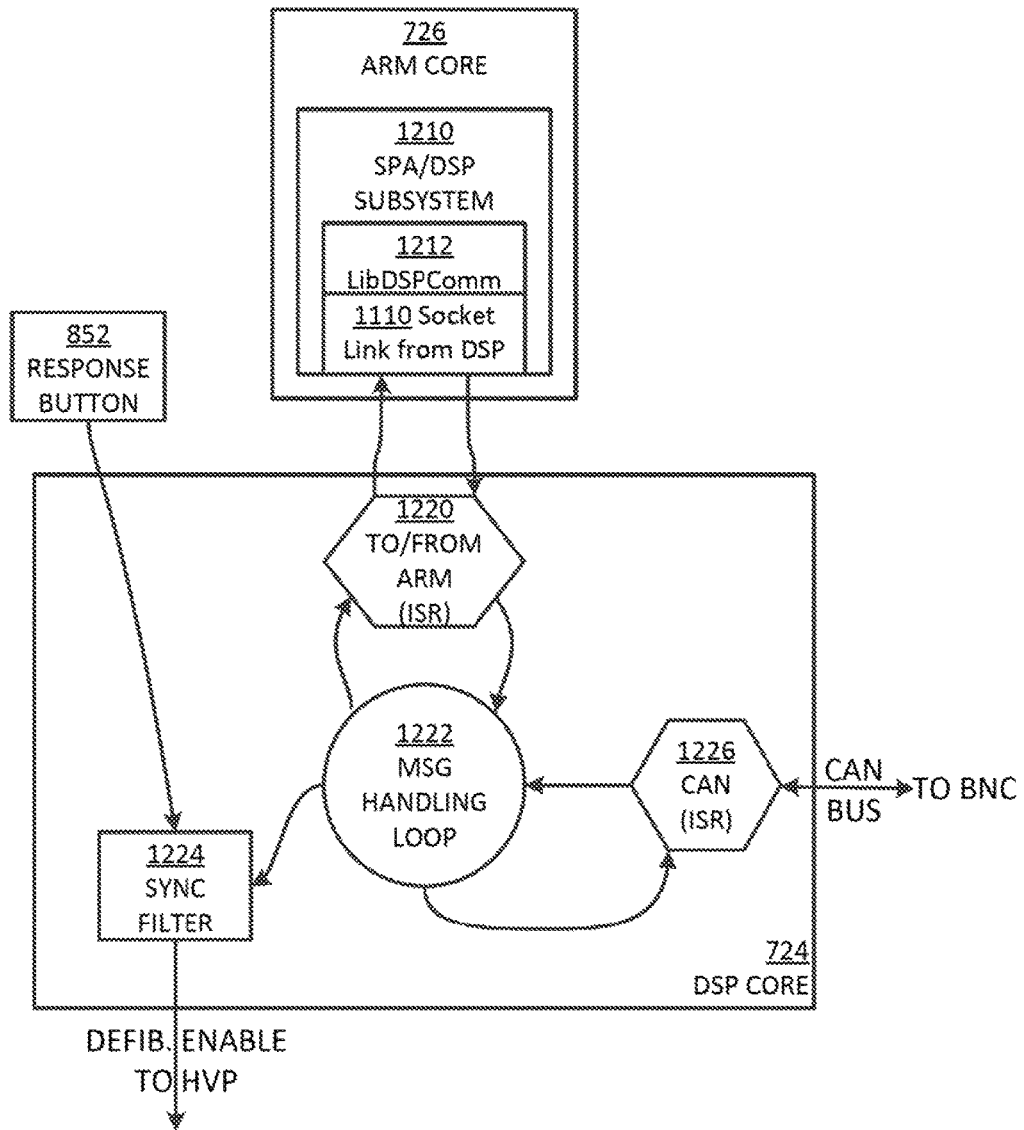 726
ARM CORE
1210
SPA/DSP
SUBSYSTEM
1212
LibDSPComm
1110 Socket
Link from DSP
852
RESPONSE
BUTTON
1220
TO/FROM
ARM
(ISR)
1222
MSG
HANDLING
LOOP
1226
CAN
(ISR)
CAN
BUS
TO BNC
1224
SYNC
FILTER
724
DSP CORE
DEFIB. ENABLE
TO HVP